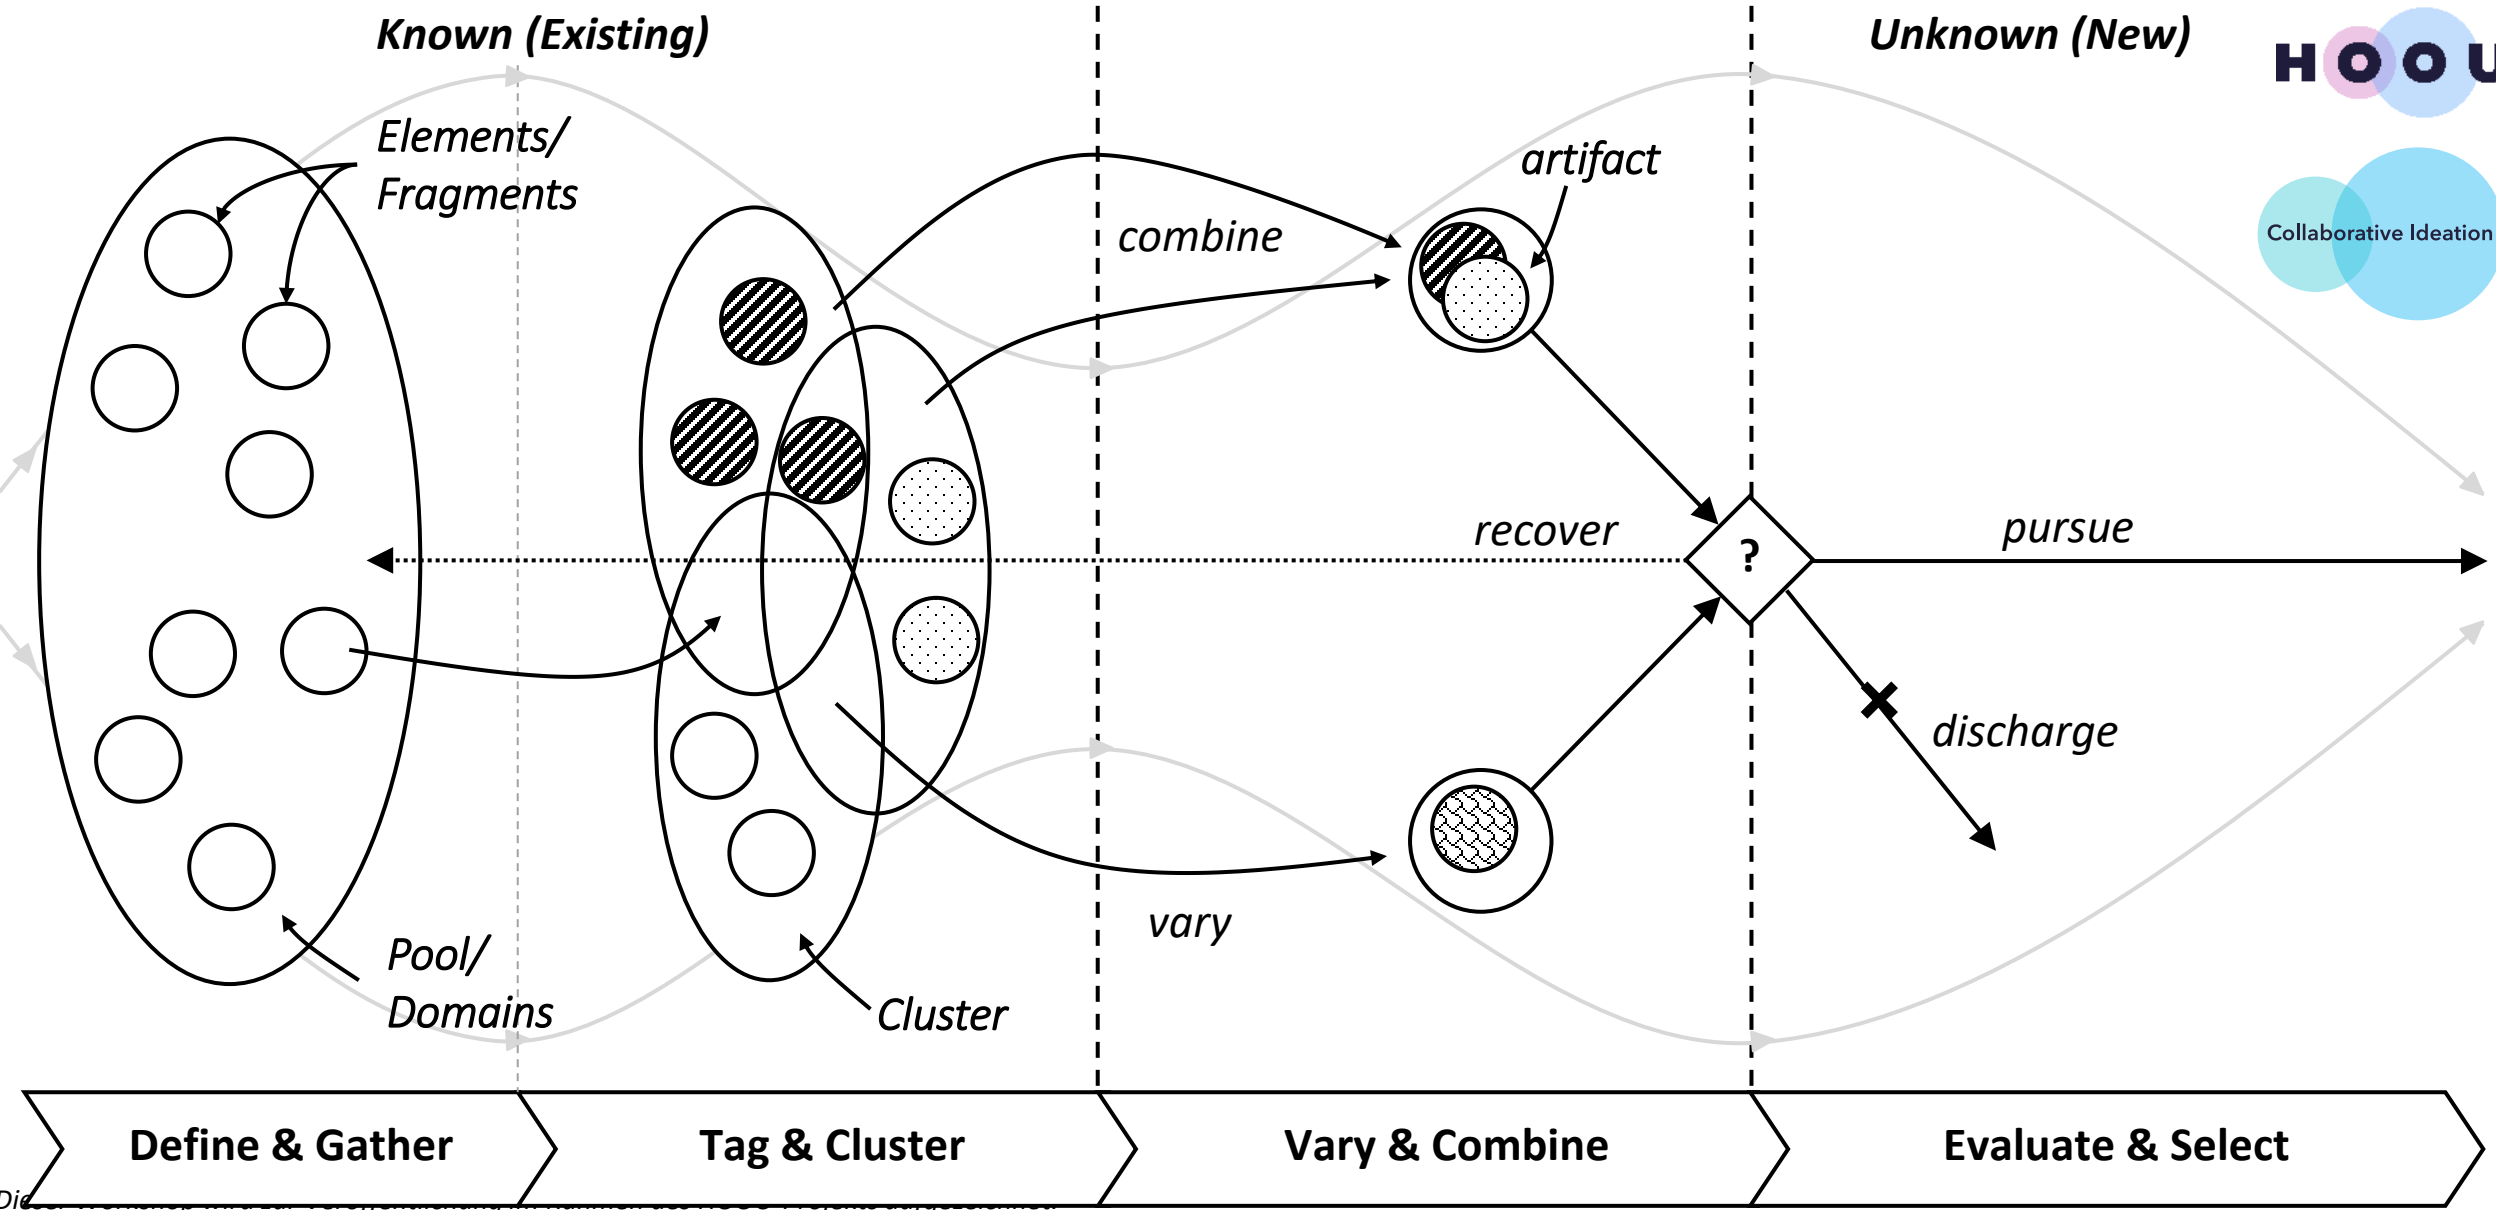 Known (Existing)
Unknown (New)
HOOU
Elements/
Fragments
artifact
combine
Collaborative Ideation
recover
?
pursue
discharge
vary
Pool/
Domains
Cluster
Define & Gather
Tag & Cluster
Vary & Combine
Evaluate & Select